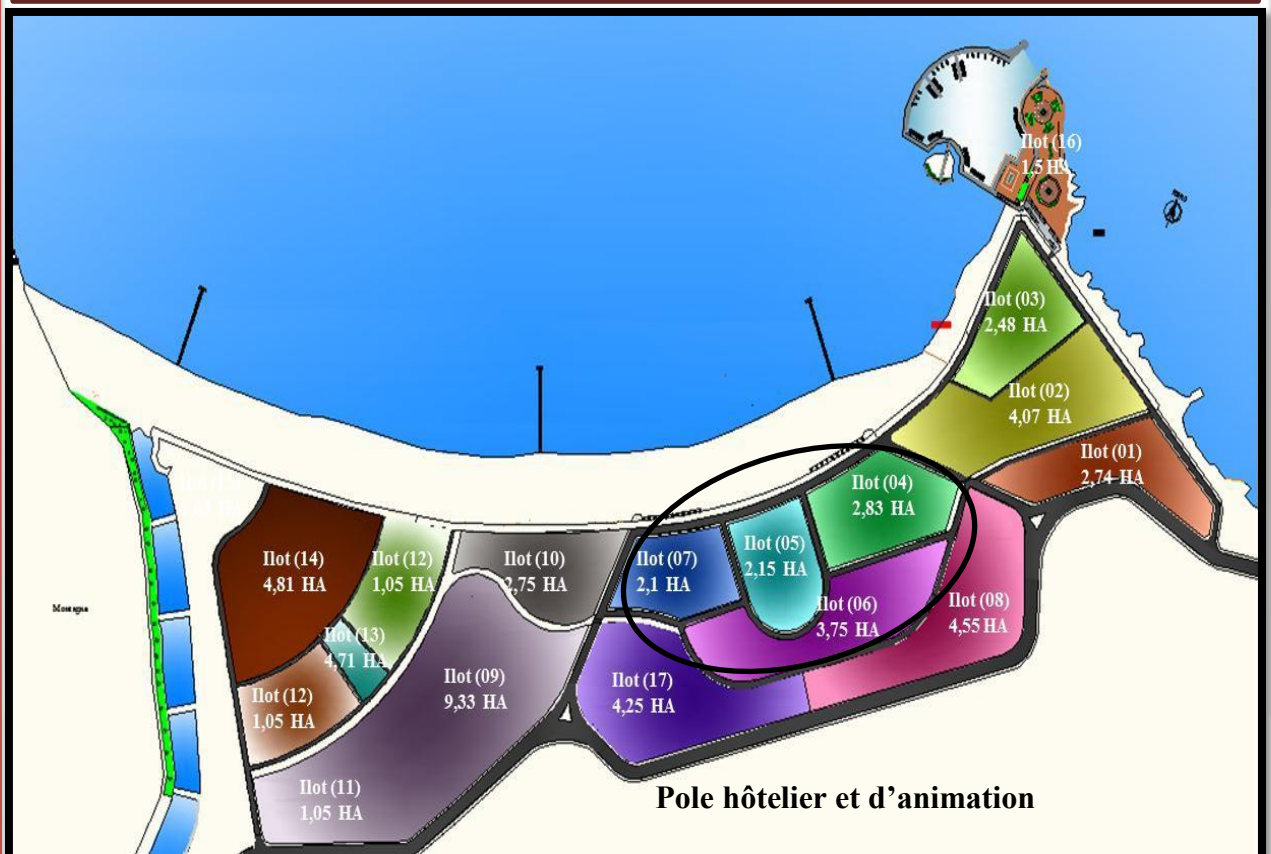 Ilot (16)
1,5 HA
Ilot (03)
2,48 HA
Ilot (02)
4,07 HA
Ilot (01)
2,74 HA
Ilot (04)
2,83 HA
Ilot (05)
2,15 HA
Ilot (07)
2,1 HA
Ilot (06)
3,75 HA
Ilot (08)
4,55 HA
Ilot (10)
2,75 HA
Ilot (12)
1,05 HA
Ilot (14)
4,81 HA
Ilot (13)
4,71 HA
Ilot (12)
1,05 HA
Ilot (09)
9,33 HA
Ilot (17)
4,25 HA
Ilot (11)
1,05 HA
Montagne
Pole hôtelier et d’animation